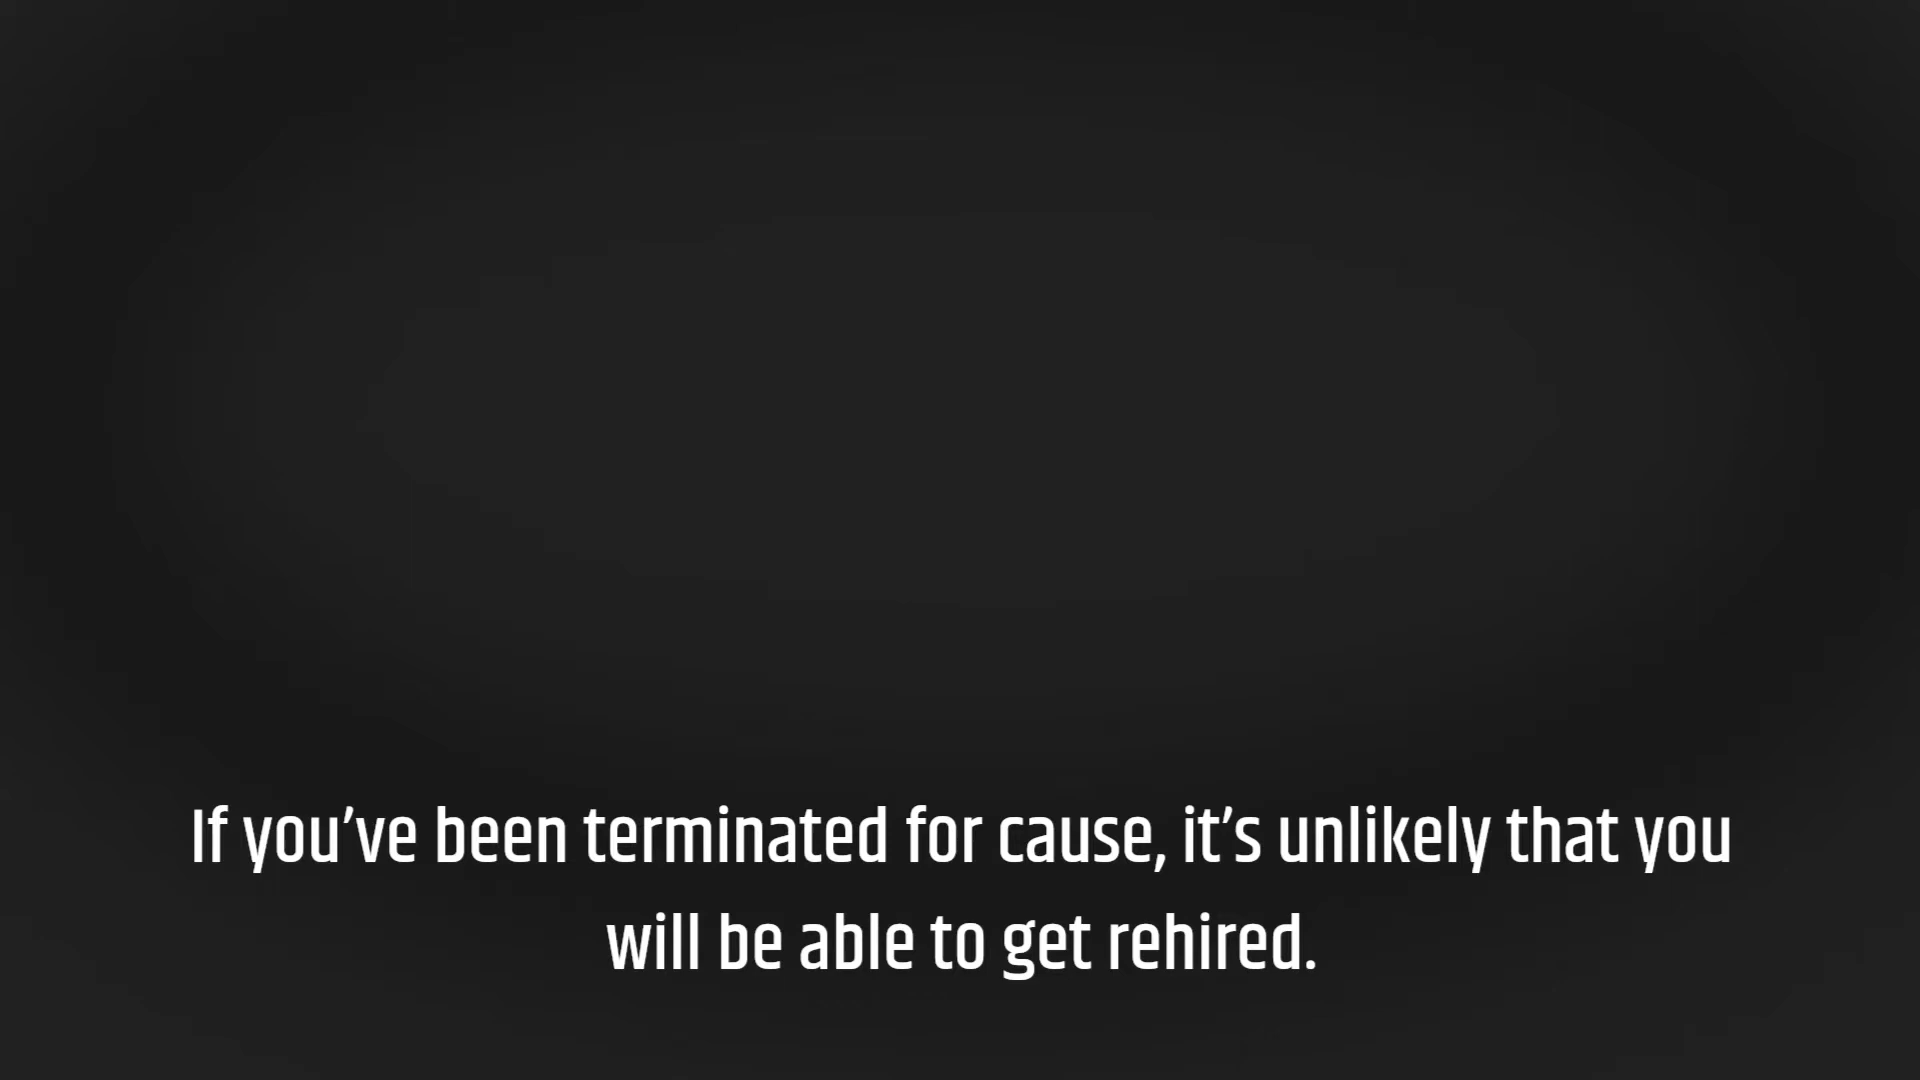 If you’ve been terminated for cause, it’s unlikely that you
will be able to get rehired.